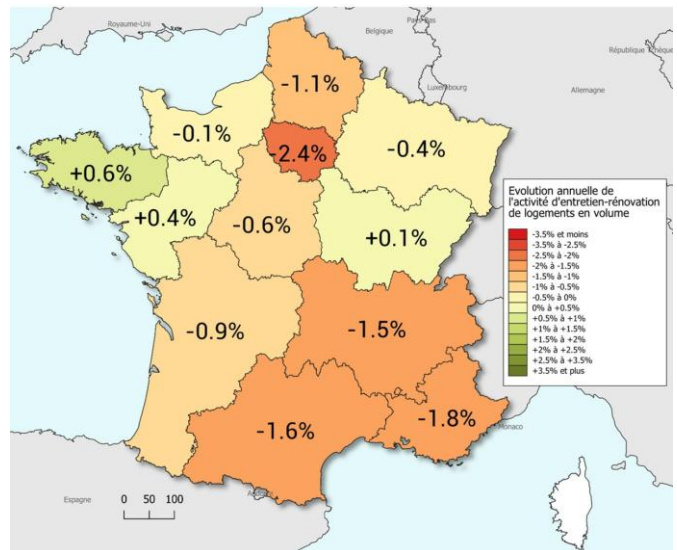 Royaume-Uni
Belgique
Pays-Bas
République Tchèque
Luxembourg
Allemagne
-1.1%
-0.1%
-2.4%
-0.4%
+0.6%
+0.4%
-0.6%
+0.1%
-0.9%
-1.5%
-1.6%
-1.8%
Evolution annuelle de
l'activité d'entretien-rénovation
de logements en volume
-3.5% et moins
-3.5% à -2.5%
-2.5% à -2%
-2% à -1.5%
-1.5% à -1%
-1% à -0.5%
-0.5% à 0%
0% à +0.5%
+0.5% à +1%
+1% à +1.5%
+1.5% à +2%
+2% à +2.5%
+2.5% à +3.5%
+3.5% et plus
Monaco
Espagne
0 50 100